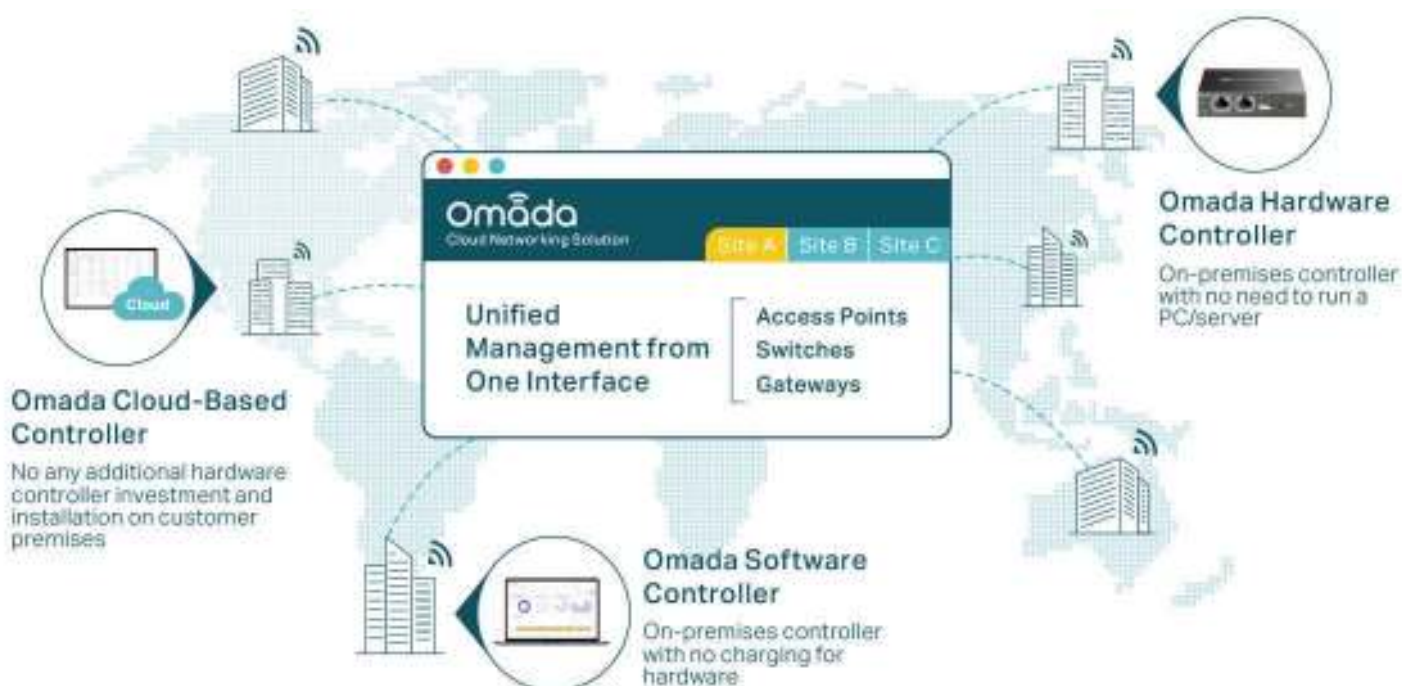 Omada
Cloud Networking Solution
Site A
Site B
Site C
Unified
Management from
One Interface
Access Points
Switches
Gateways
Omada Hardware
Controller
On-premises controller
with no need to run a
PC/server
Cloud
Omada Cloud-Based
Controller
No any additional hardware
controller investment and
installation on customer
premises
Omada Software
Controller
On-premises controller
with no charging for
hardware